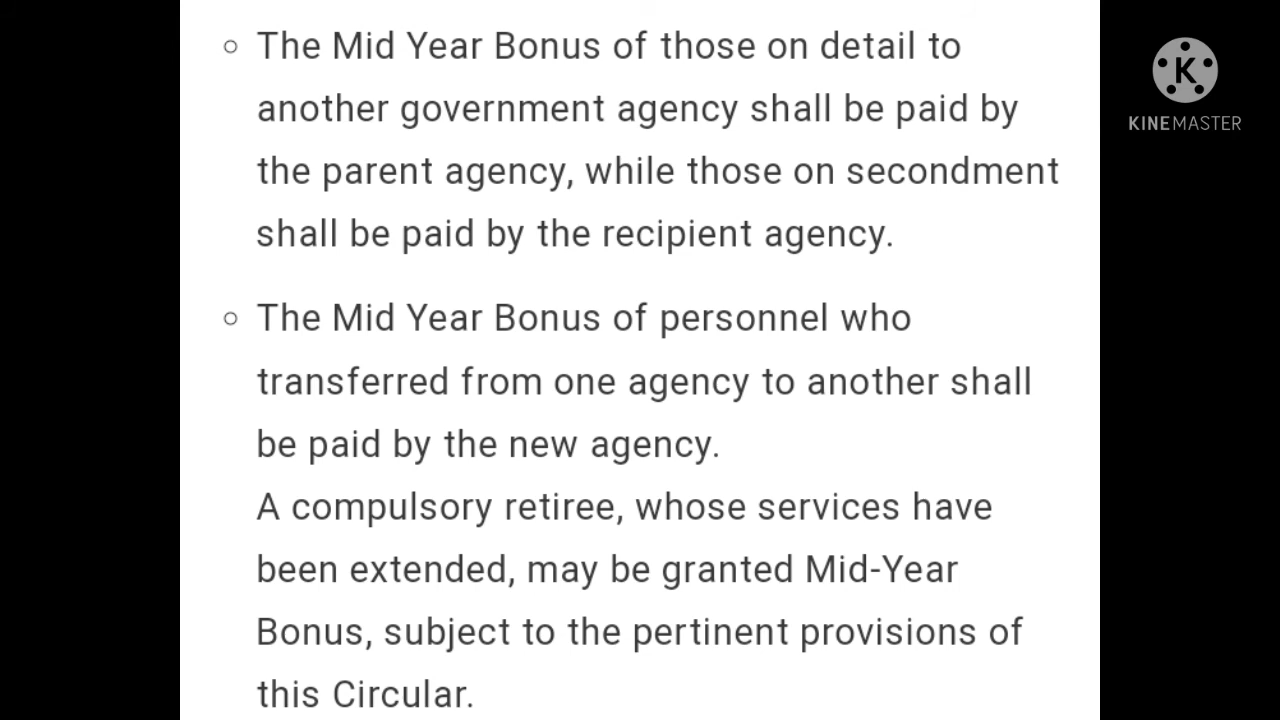 The Mid Year Bonus of those on detail to
another government agency shall be paid by
the parent agency, while those on secondment
shall be paid by the recipient agency.
The Mid Year Bonus of personnel who
transferred from one agency to another shall
be paid by the new agency.
A compulsory retiree, whose services have
been extended, may be granted Mid-Year
Bonus, subject to the pertinent provisions of
this Circular.
K
KINEMASTER